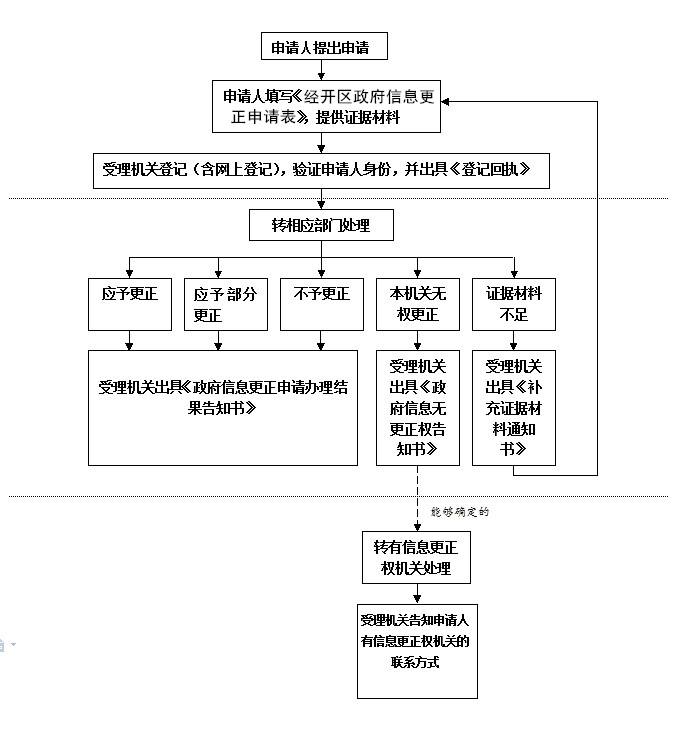 申请人提出申请
申请人填写《经开区政府信息更
正申请表》，提供证据材料
受理机关登记（含网上登记），验证申请人身份，并出具《登记回执》
转相应部门处理
应予更正
应予部分
更正
不予更正
本机关无
权更正
证据材料
不足
受理机关出具《政府信息更正申请办理结
果告知书》
受理机关
出具《政
府信息无
更正权告
知书》
受理机关
出具《补
充证据材
料通知
书》
能够确定的
转有信息更正
权机关处理
受理机关告知申请人
有信息更正权机关的
联系方式